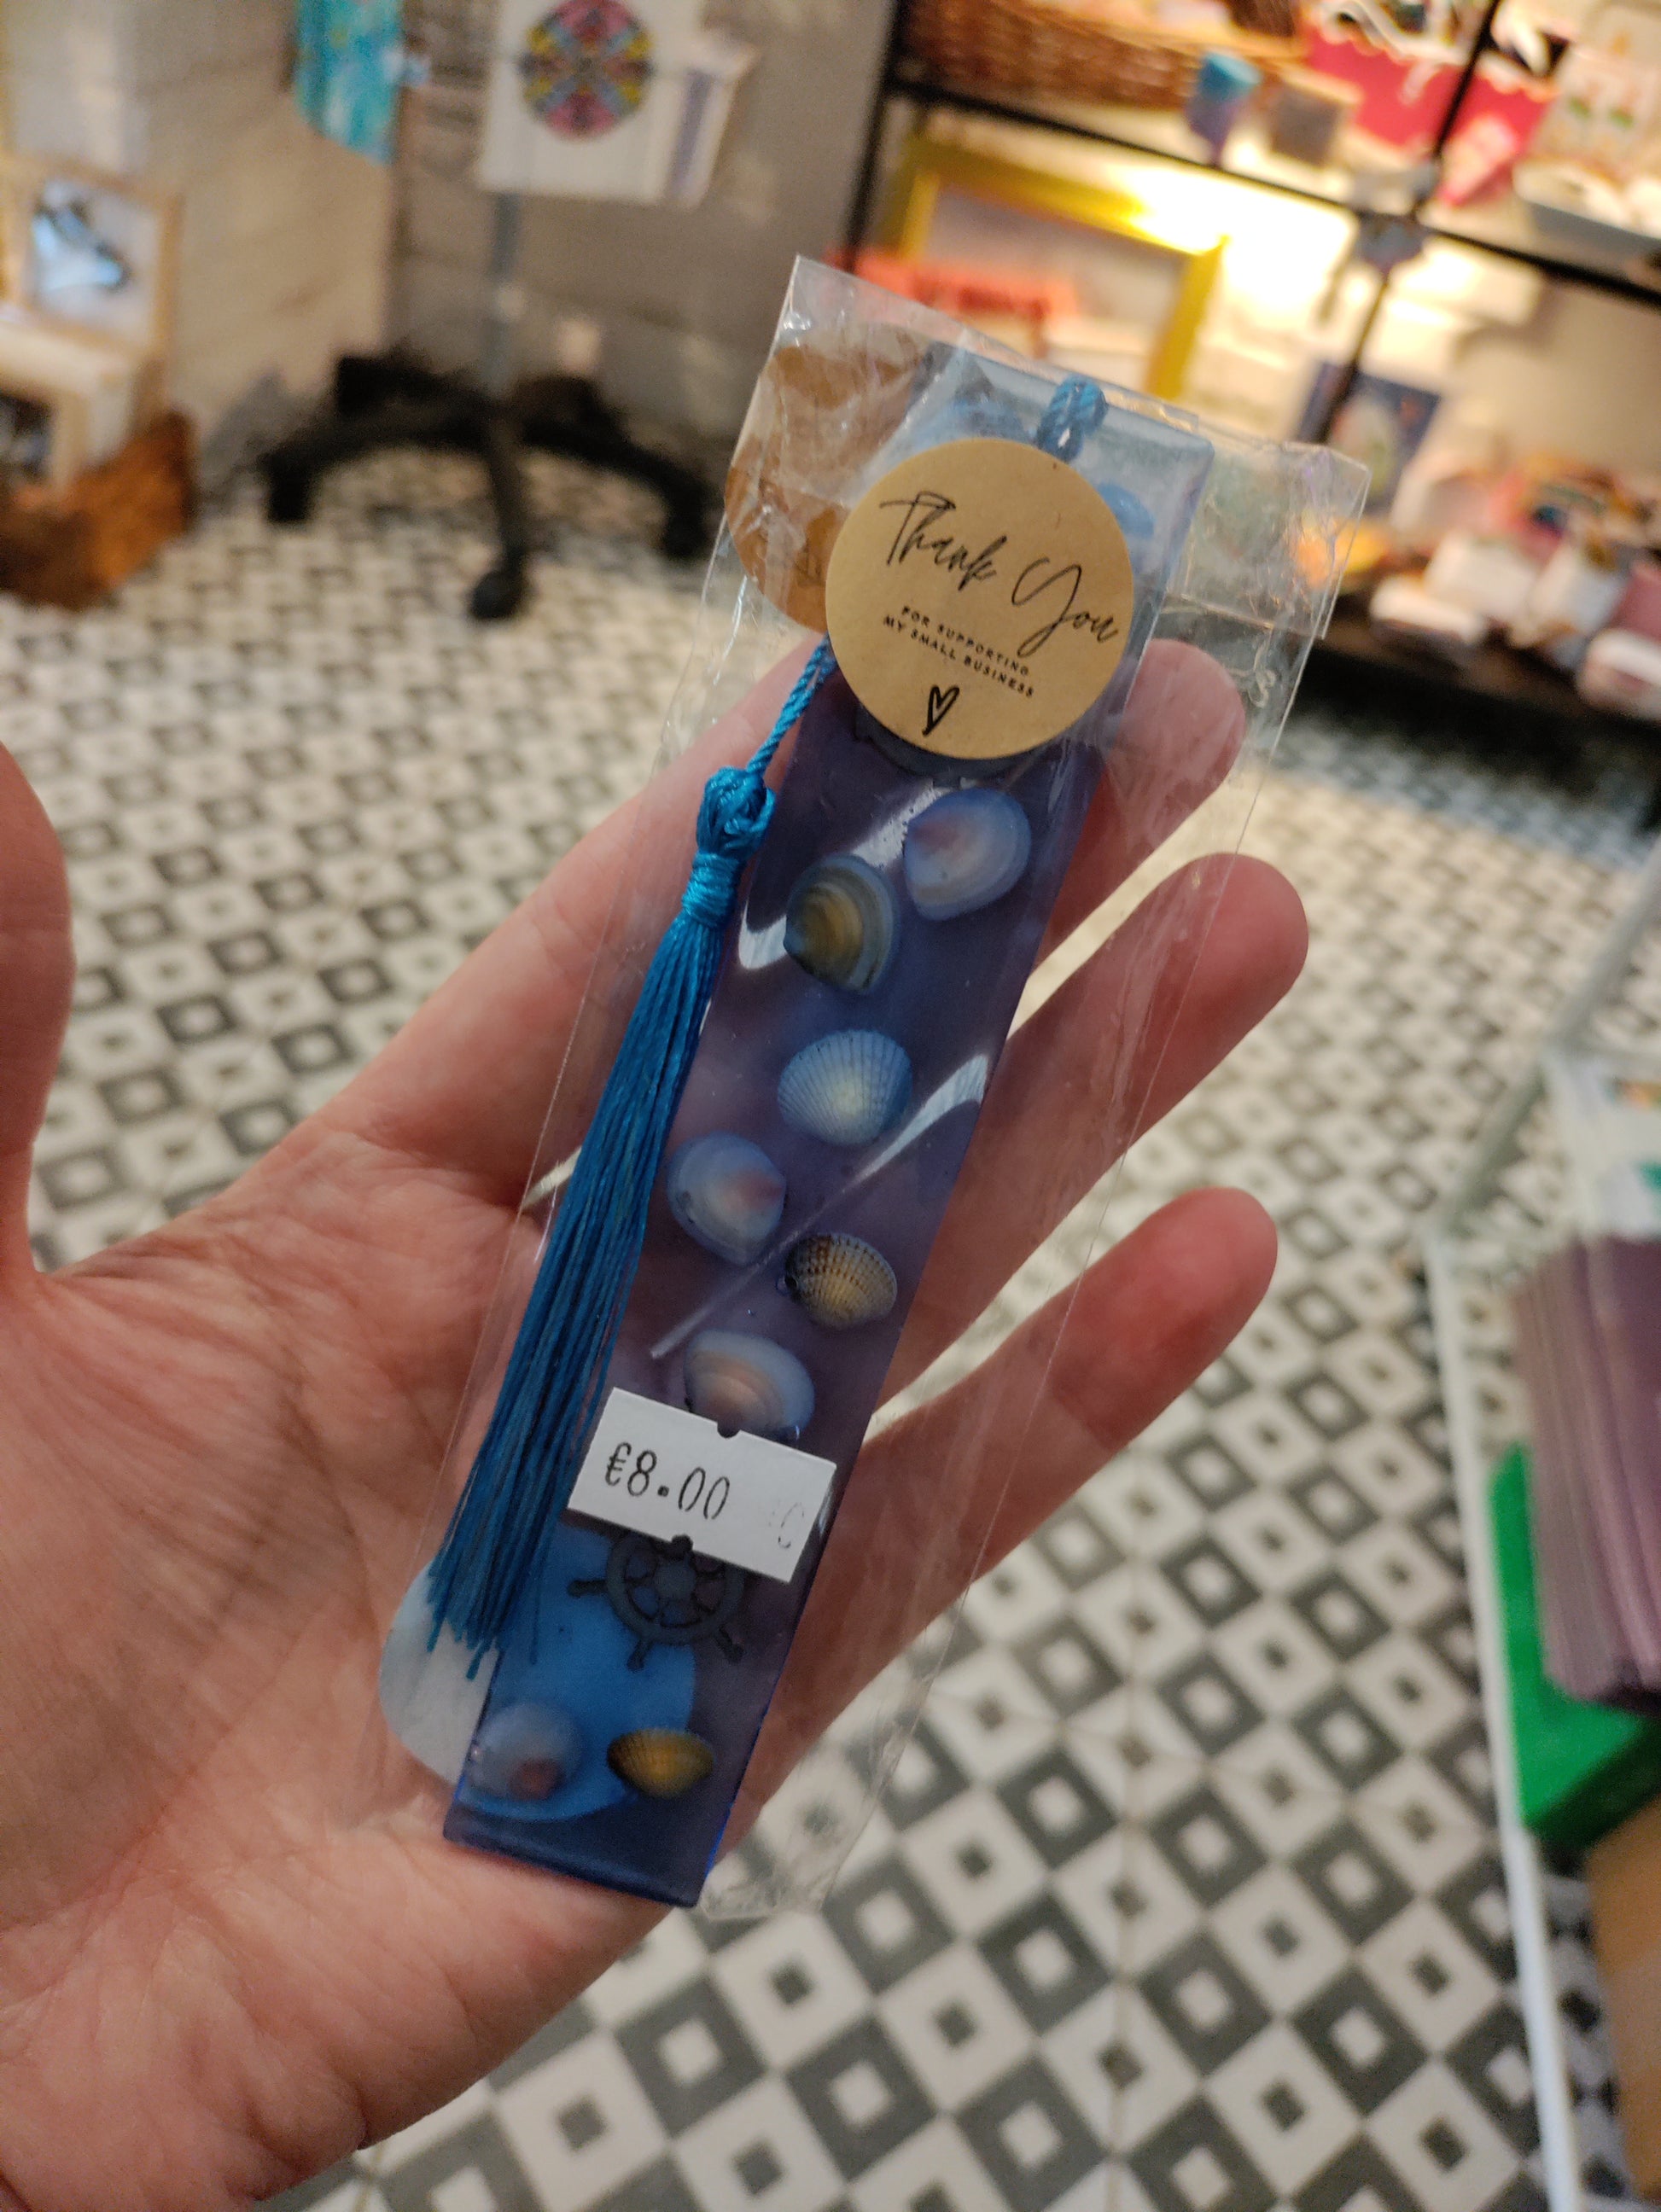 Thank You
FOR SUPPORTING
MY SMALL BUSINESS
€8.00